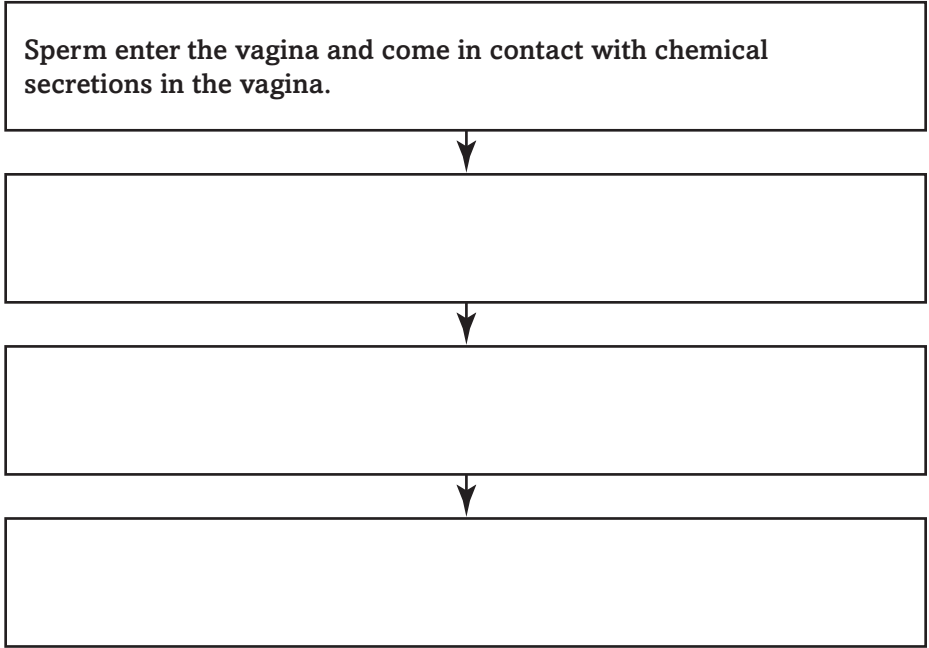 Sperm enter the vagina and come in contact with chemical
secretions in the vagina.